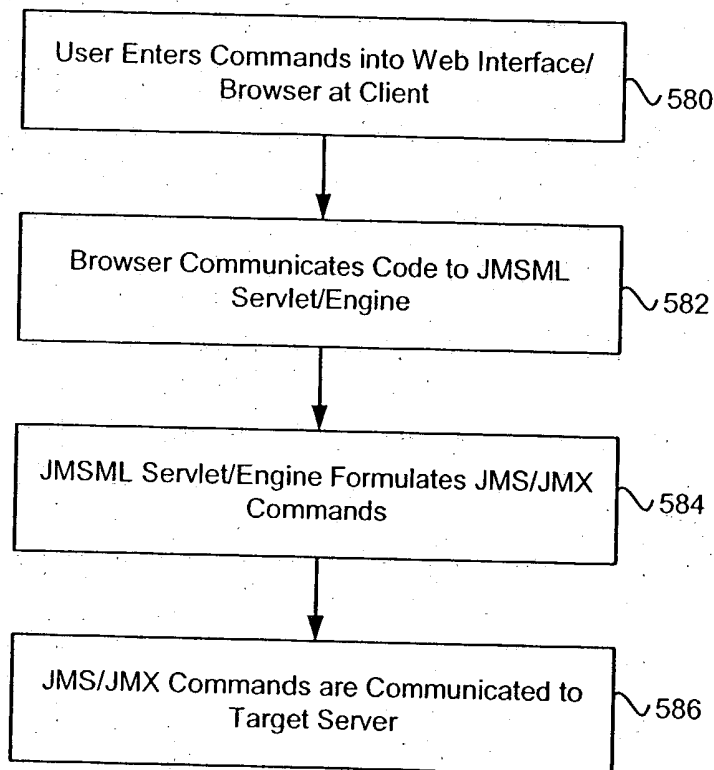 User Enters Commands into Web Interface/
Browser at Client
580
Browser Communicates Code to JMSML
Servlet/Engine
582
JMSML Servlet/Engine Formulates JMS/JMX
Commands
584
JMS/JMX Commands are Communicated to
Target Server
586